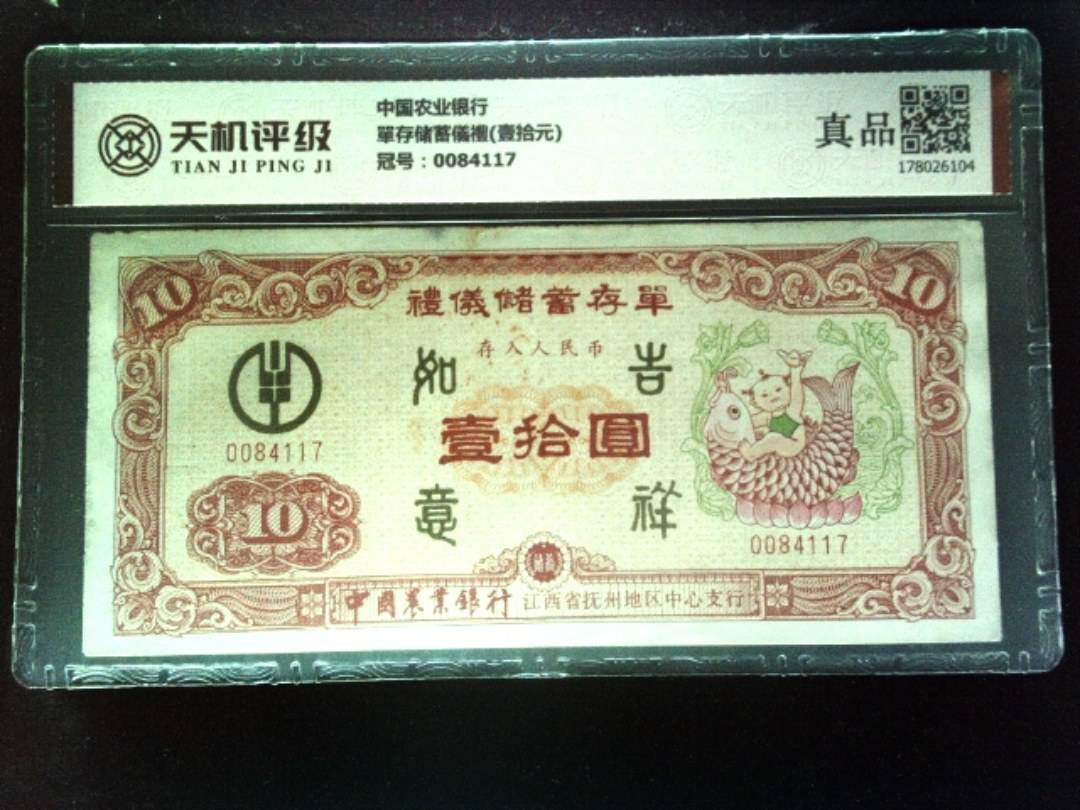 天机评级
TIAN JI PING JI
中国农业银行
單存储蓄儀禮(壹拾元)
冠号：0084117
真品
178026104
10
10
禮儀儲蓄存單
存入人民币
如 吉
壹拾圓
意 祥
0084117
10
0084117
儲蓄
中國農業銀行 江西省抚州地区中心支行